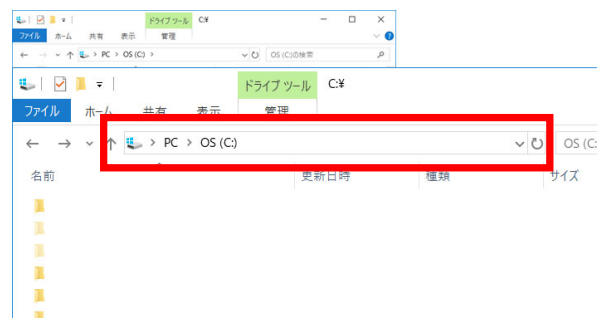 ドライブ ツール C:¥
ファイル ホーム 共有 表示 管理
PC > OS (C:) > OS (C:)の検索
ドライブ ツール C:¥
ファイル ホーム 共有 表示 管理
PC > OS (C:) OS (C:
名前 更新日時 種類 サイズ